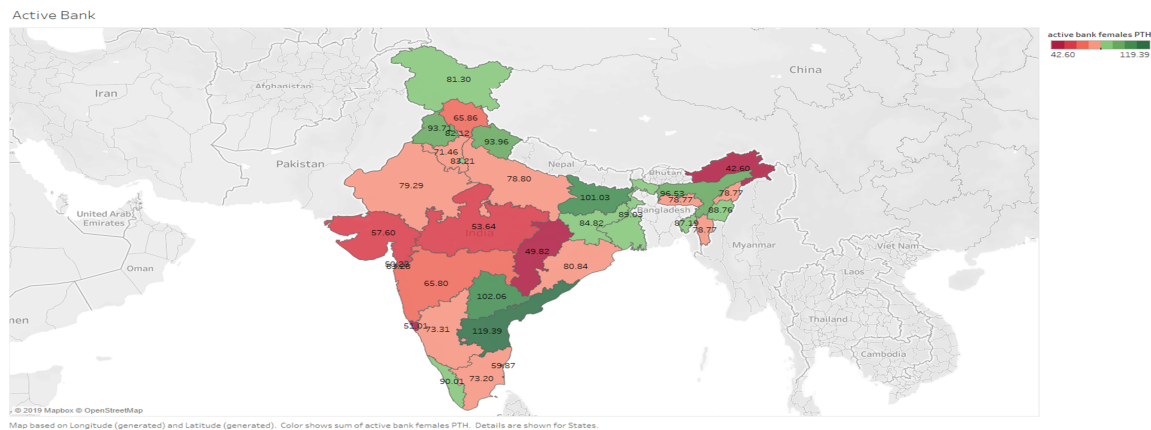 Active Bank
active bank females PTH
42.60 119.39
China
Iran
Afghanistan
81.30
65.86
93.71
82.12
93.96
Pakistan
71.46
83.21
Nepal
79.29
78.80
Bhutan
42.60
101.03
96.53
78.77
78.77
United Arab
Emirates
Bangladesh
88.76
89.03
84.82
87.19
78.77
57.60
53.64
India
Oman
Myanmar
Viet Nam
49.82
80.84
Laos
65.80
102.06
Thailand
73.31
119.39
Cambodia
59.87
90.01
73.20
© 2019 Mapbox © OpenStreetMap
Map based on Longitude (generated) and Latitude (generated). Color shows sum of active bank females PTH. Details are shown for States.